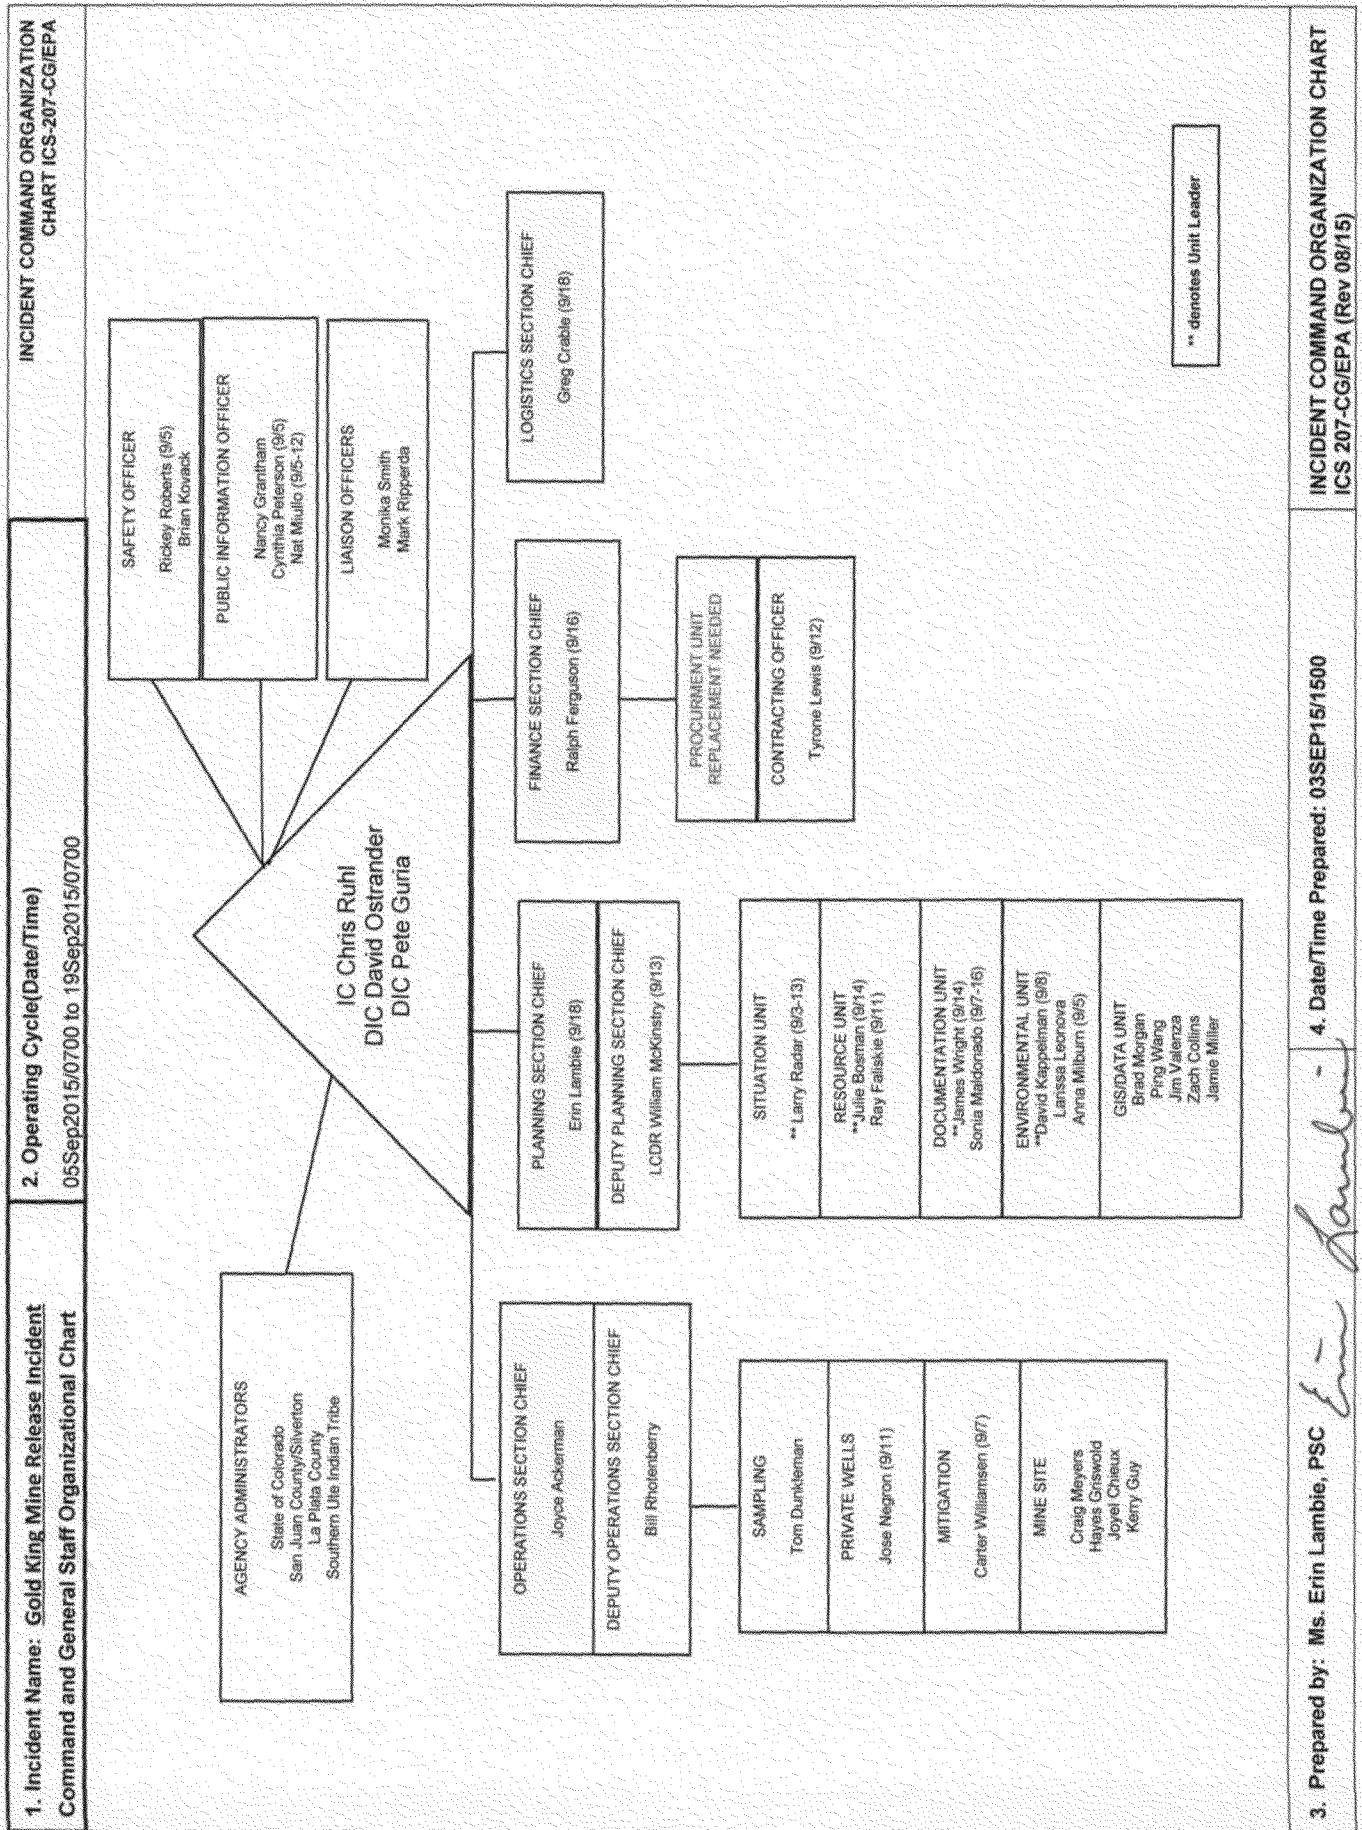 1. Incident Name: Gold King Mine Release Incident
Command and General Staff Organizational Chart
2. Operating Cycle(Date/Time)
05Sep2015/0700 to 19Sep2015/0700
INCIDENT COMMAND ORGANIZATION
CHART ICS-207-CG/EPA
AGENCY ADMINISTRATORS
State of Colorado
San Juan County/Silverton
La Plata County
Southern Ute Indian Tribe
IC Chris Ruhl
DIC David Ostrander
DIC Pete Guria
SAFETY OFFICER
Rickey Roberts (9/5)
Brian Kovack
PUBLIC INFORMATION OFFICER
Nancy Grantham
Cynthia Peterson (9/5)
Nat Miullo (9/5-12)
LIAISON OFFICERS
Monika Smith
Mark Ripperda
OPERATIONS SECTION CHIEF
Joyce Ackerman
DEPUTY OPERATIONS SECTION CHIEF
Bill Rhotenberry
SAMPLING
Tom Dunkleman
PRIVATE WELLS
Jose Negron (9/11)
MITIGATION
Carter Williamsen (9/7)
MINE SITE
Craig Meyers
Hayes Griswold
Joyel Chieux
Kerry Guy
PLANNING SECTION CHIEF
Erin Lambie (9/18)
DEPUTY PLANNING SECTION CHIEF
LCDR William McKinstry (9/13)
SITUATION UNIT
** Larry Radar (9/3-13)
RESOURCE UNIT
**Julie Bosman (9/14)
Ray Faliskie (9/11)
DOCUMENTATION UNIT
**James Wright (9/14)
Sonia Maldonado (9/7-16)
ENVIRONMENTAL UNIT
**David Kappelman (9/8)
Larissa Leonova
Anna Milburn (9/5)
GIS/DATA UNIT
Brad Morgan
Ping Wang
Jim Valenza
Zach Collins
Jamie Miller
FINANCE SECTION CHIEF
Ralph Ferguson (9/16)
PROCURMENT UNIT
REPLACEMENT NEEDED
CONTRACTING OFFICER
Tyrone Lewis (9/12)
LOGISTICS SECTION CHIEF
Greg Crable (9/18)
** denotes Unit Leader
3. Prepared by: Ms. Erin Lambie, PSC Erin Lambie
4. Date/Time Prepared: 03SEP15/1500
INCIDENT COMMAND ORGANIZATION CHART
ICS 207-CG/EPA (Rev 08/15)